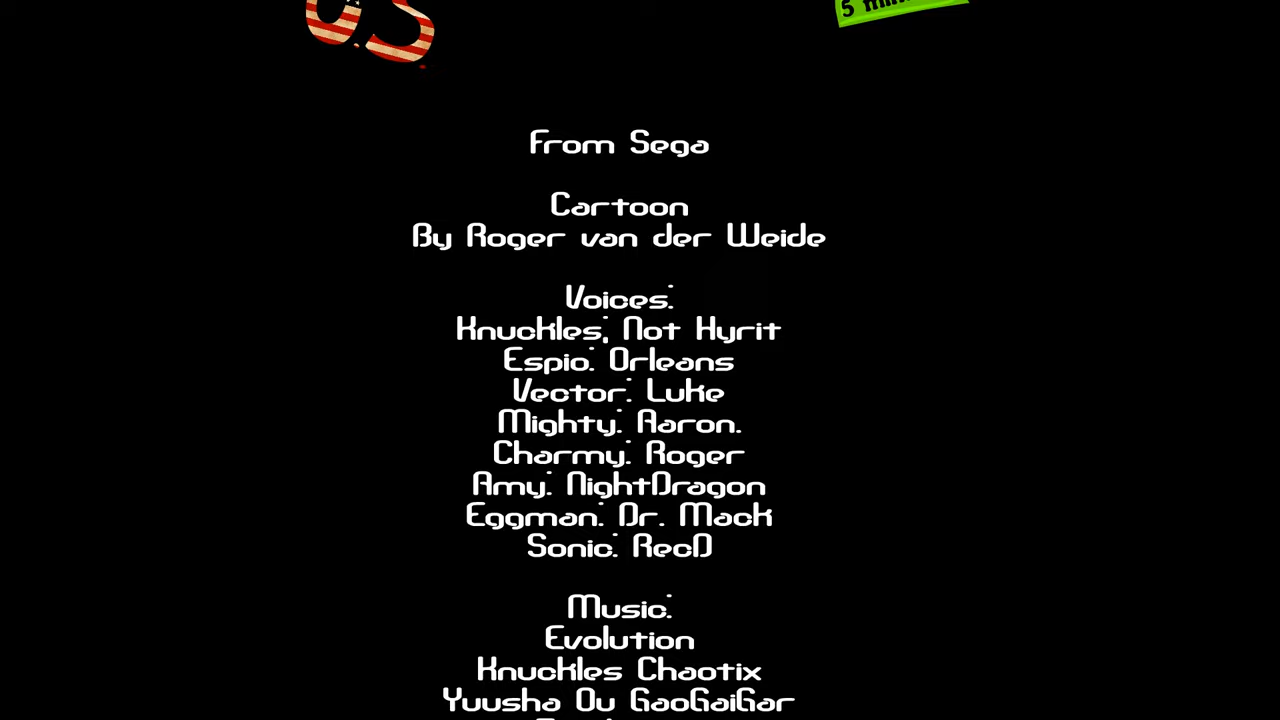 5
From Sega
Cartoon
By Roger van der Weide
Voices:
Knuckles; Not Hyrit
Espio: Orleans
Vector: Luke
Mighty: Aaron.
Charmy: Roger
Amy: NightDragon
Eggman: Dr. Mack
Sonic: RecD
Music:
Evolution
Knuckles Chaotix
Yuusha Ou GaoGaiGar